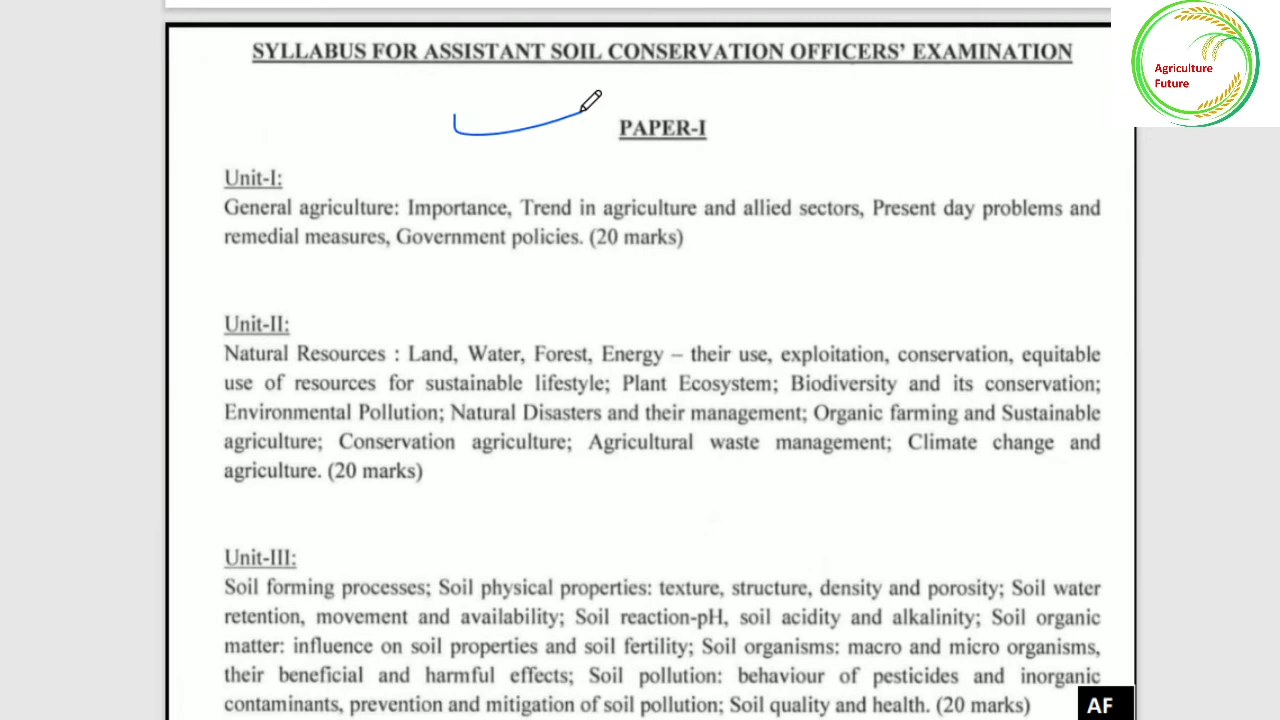 SYLLABUS FOR ASSISTANT SOIL CONSERVATION OFFICERS' EXAMINATION
Agriculture
Future
PAPER-I
Unit-I:
General agriculture: Importance, Trend in agriculture and allied sectors, Present day problems and
remedial measures, Government policies. (20 marks)
Unit-II:
Natural Resources : Land, Water, Forest, Energy – their use, exploitation, conservation, equitable
use of resources for sustainable lifestyle; Plant Ecosystem; Biodiversity and its conservation;
Environmental Pollution; Natural Disasters and their management; Organic farming and Sustainable
agriculture; Conservation agriculture; Agricultural waste management; Climate change and
agriculture. (20 marks)
Unit-III:
Soil forming processes; Soil physical properties: texture, structure, density and porosity; Soil water
retention, movement and availability; Soil reaction-pH, soil acidity and alkalinity; Soil organic
matter: influence on soil properties and soil fertility; Soil organisms: macro and micro organisms,
their beneficial and harmful effects; Soil pollution: behaviour of pesticides and inorganic
contaminants, prevention and mitigation of soil pollution; Soil quality and health. (20 marks)
AF